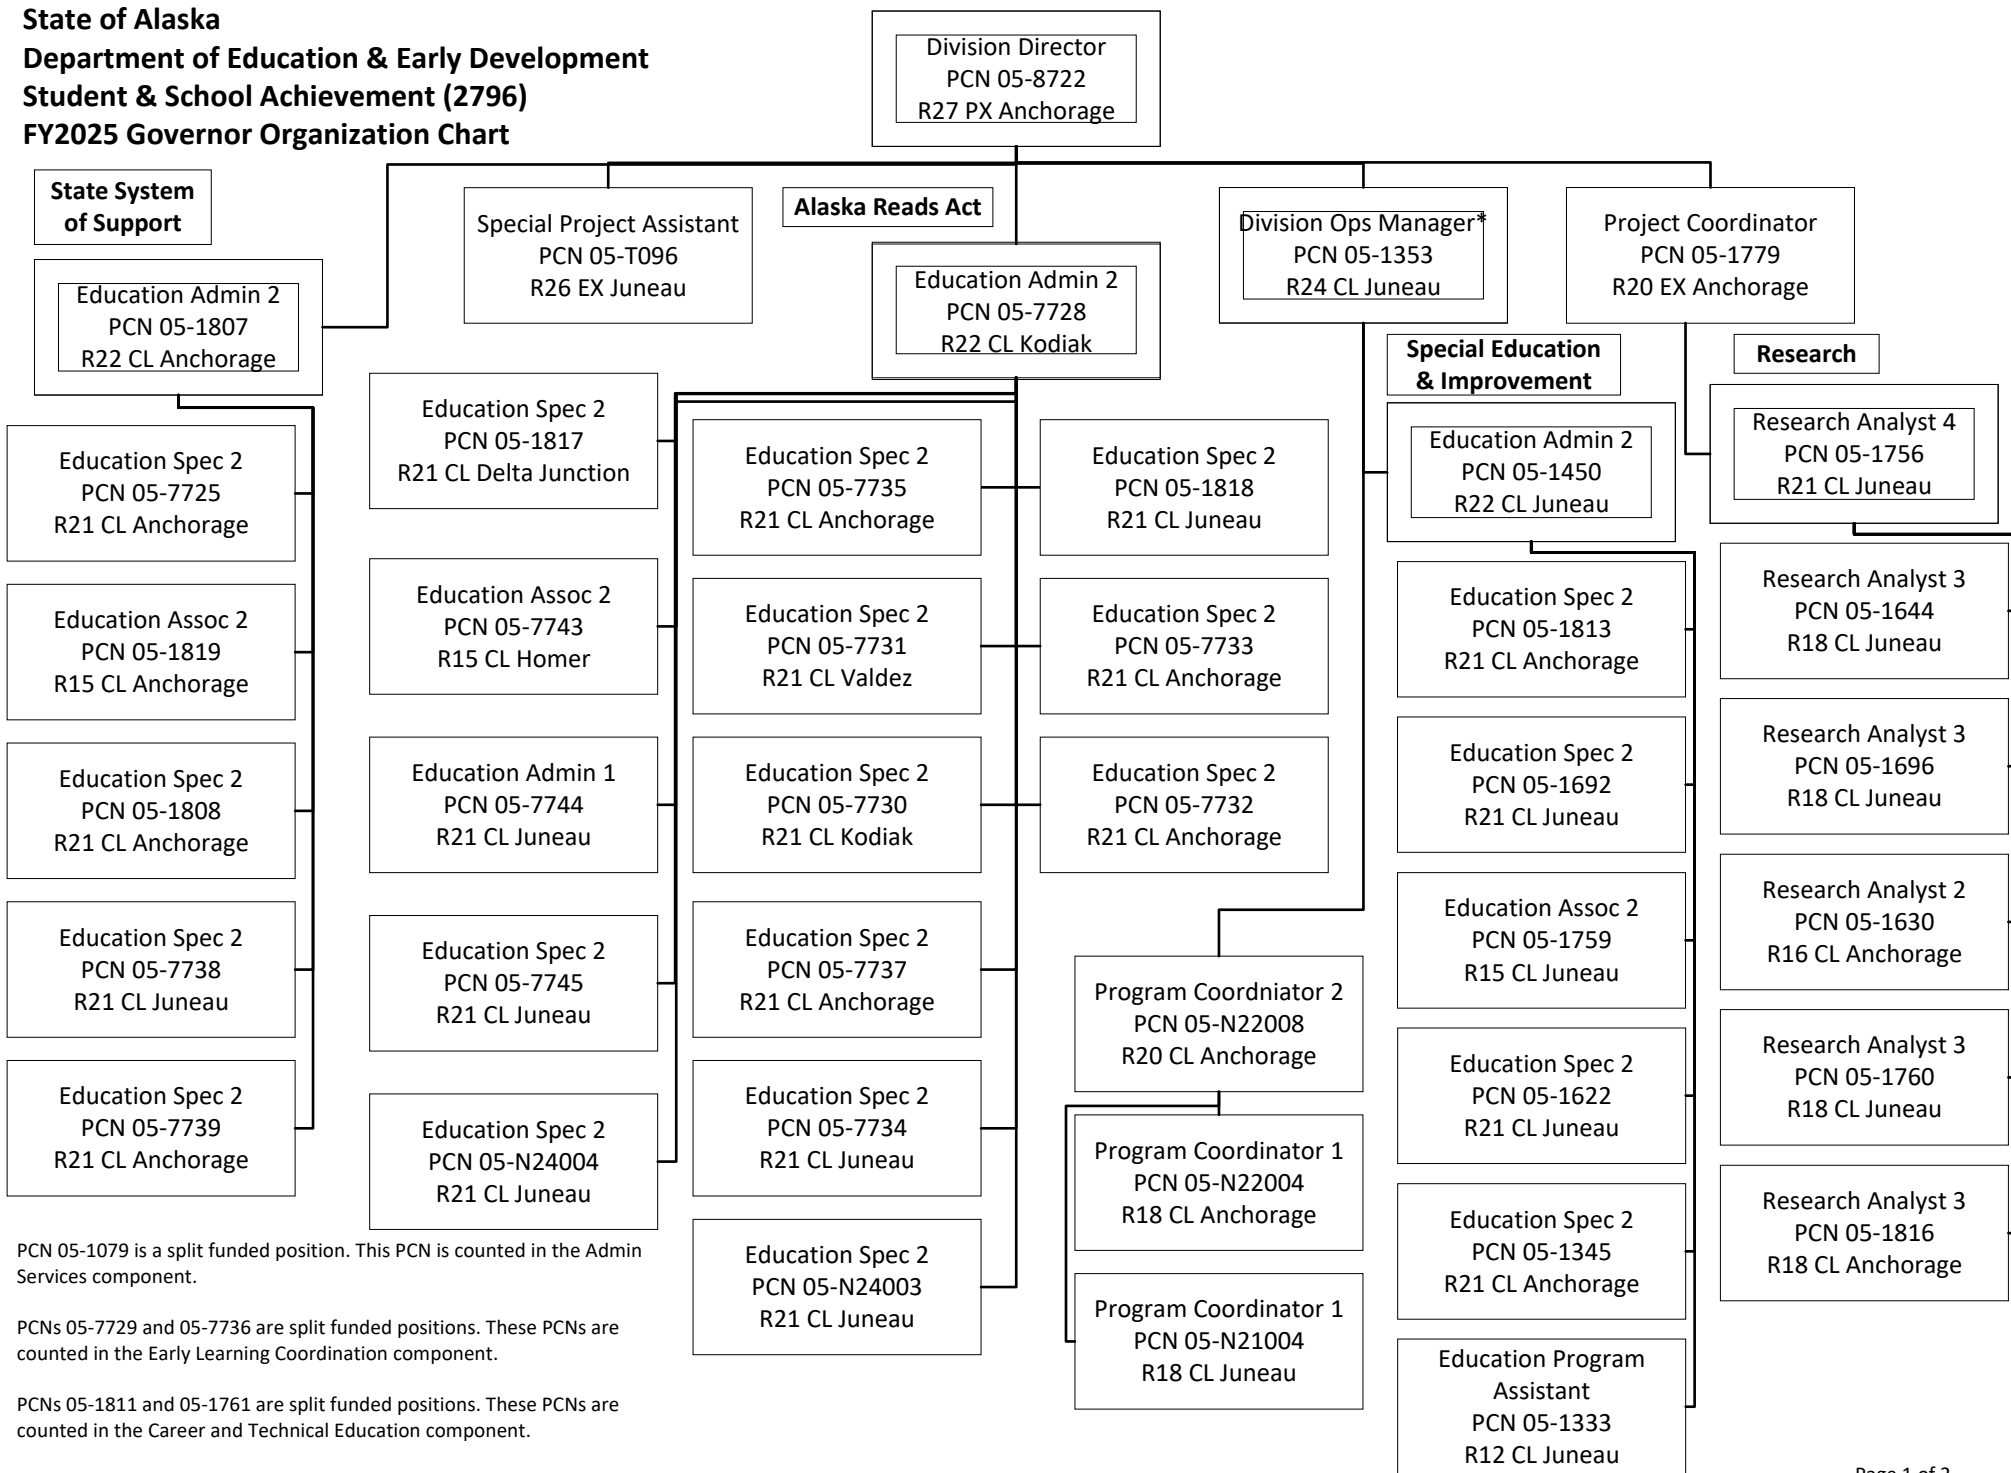 State of Alaska
Department of Education & Early Development
Student & School Achievement (2796)
FY2025 Governor Organization Chart
Division Director
PCN 05-8722
R27 PX Anchorage
State System
of Support
Education Admin 2
PCN 05-1807
R22 CL Anchorage
Special Project Assistant
PCN 05-T096
R26 EX Juneau
Alaska Reads Act
Education Admin 2
PCN 05-7728
R22 CL Kodiak
Division Ops Manager*
PCN 05-1353
R24 CL Juneau
Project Coordinator
PCN 05-1779
R20 EX Anchorage
Special Education
& Improvement
Research
Education Admin 2
PCN 05-1450
R22 CL Juneau
Research Analyst 4
PCN 05-1756
R21 CL Juneau
Education Spec 2
PCN 05-7725
R21 CL Anchorage
Education Assoc 2
PCN 05-1819
R15 CL Anchorage
Education Spec 2
PCN 05-1808
R21 CL Anchorage
Education Spec 2
PCN 05-7738
R21 CL Juneau
Education Spec 2
PCN 05-7739
R21 CL Anchorage
Education Spec 2
PCN 05-1817
R21 CL Delta Junction
Education Assoc 2
PCN 05-7743
R15 CL Homer
Education Admin 1
PCN 05-7744
R21 CL Juneau
Education Spec 2
PCN 05-7745
R21 CL Juneau
Education Spec 2
PCN 05-N24004
R21 CL Juneau
Education Spec 2
PCN 05-7735
R21 CL Anchorage
Education Spec 2
PCN 05-7731
R21 CL Valdez
Education Spec 2
PCN 05-7730
R21 CL Kodiak
Education Spec 2
PCN 05-7737
R21 CL Anchorage
Education Spec 2
PCN 05-7734
R21 CL Juneau
Education Spec 2
PCN 05-N24003
R21 CL Juneau
Education Spec 2
PCN 05-1818
R21 CL Juneau
Education Spec 2
PCN 05-7733
R21 CL Anchorage
Education Spec 2
PCN 05-7732
R21 CL Anchorage
Program Coordniator 2
PCN 05-N22008
R20 CL Anchorage
Program Coordinator 1
PCN 05-N22004
R18 CL Anchorage
Program Coordinator 1
PCN 05-N21004
R18 CL Juneau
Education Spec 2
PCN 05-1813
R21 CL Anchorage
Education Spec 2
PCN 05-1692
R21 CL Juneau
Education Assoc 2
PCN 05-1759
R15 CL Juneau
Education Spec 2
PCN 05-1622
R21 CL Juneau
Education Spec 2
PCN 05-1345
R21 CL Anchorage
Education Program
Assistant
PCN 05-1333
R12 CL Juneau
Research Analyst 3
PCN 05-1644
R18 CL Juneau
Research Analyst 3
PCN 05-1696
R18 CL Juneau
Research Analyst 2
PCN 05-1630
R16 CL Anchorage
Research Analyst 3
PCN 05-1760
R18 CL Juneau
Research Analyst 3
PCN 05-1816
R18 CL Anchorage
PCN 05-1079 is a split funded position. This PCN is counted in the Admin
Services component.
PCNs 05-7729 and 05-7736 are split funded positions. These PCNs are
counted in the Early Learning Coordination component.
PCNs 05-1811 and 05-1761 are split funded positions. These PCNs are
counted in the Career and Technical Education component.